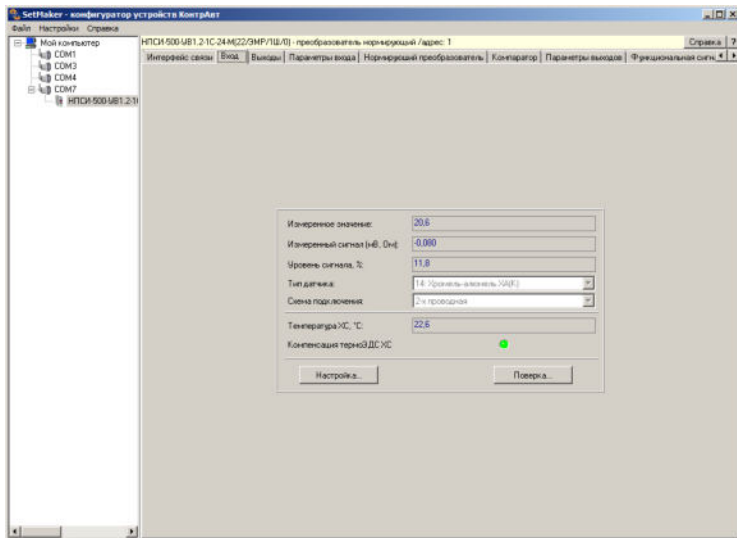 SetMaker - конфигуратор устройств КонтрАвт
Файл Настройки Справка
Мой компьютер
COM1
COM3
COM4
COM7
НПСИ-500-УВ1.2-1С
НПСИ-500-УВ1.2-1С-24-М(22/ЭМР/1Ш/0) - преобразователь нормирующий /адрес: 1
Справка ?
Интерфейс связи Вход Выходы Параметры входа Нормирующий преобразователь Компаратор Параметры выходов Функциональная сигн
Измеренное значение: 20,6
Измеренный сигнал (мВ, Ом): -0,080
Уровень сигнала, %: 11,8
Тип датчика: 14: Хромель-алюмель ХА(К)
Схема подключения: 2-х проводная
Температура ХС, °С: 22,6
Компенсация термоЭДС ХС
Настройка... Поверка...